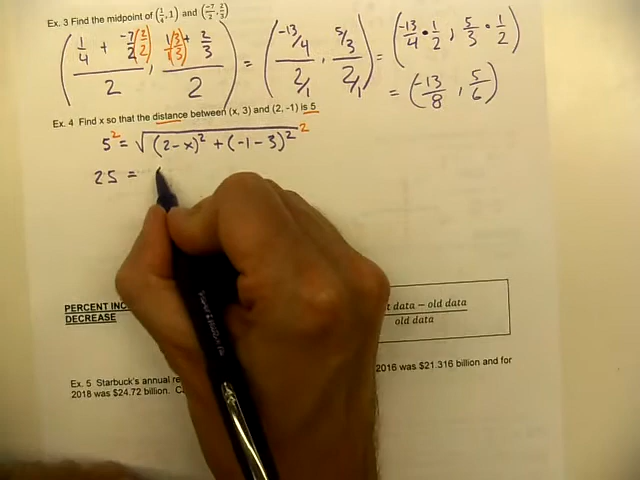 Ex. 3 Find the midpoint of (1/4, 1) and (-7/2, 2/3)
((1/4 + -7/2(2/2))/2, (1/1(3/3) + 2/3)/2) = ((-13/4)/(2/1), (5/3)/(2/1)) = (-13/4 • 1/2, 5/3 • 1/2)
= (-13/8, 5/6)
Ex. 4 Find x so that the distance between (x, 3) and (2, -1) is 5
5² = √((2-x)² + (-1-3)²)²
25 =
PERCENT INC
DECREASE
t data − old data
old data
Ex. 5 Starbuck's annual re 2016 was $21.316 billion and for
2018 was $24.72 billion. C